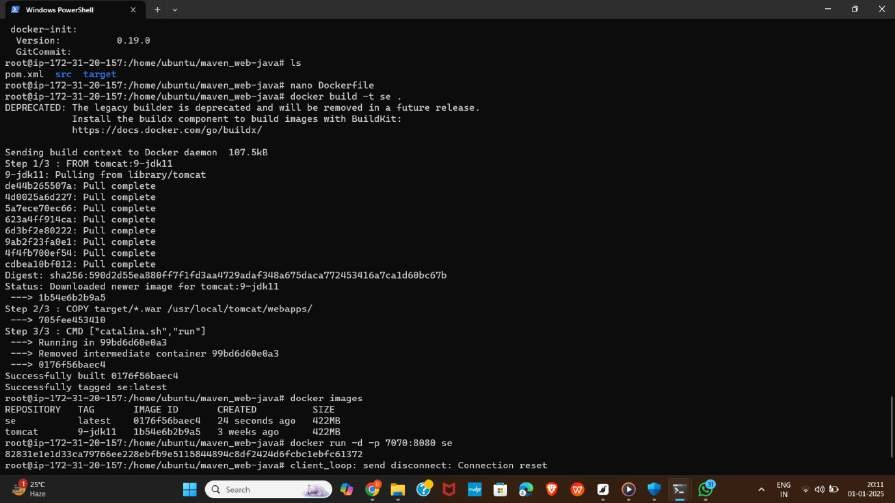 Windows PowerShell
docker-init:
Version: 0.19.0
GitCommit:
root@ip-172-31-20-157:/home/ubuntu/maven_web-java# ls
pom.xml src target
root@ip-172-31-20-157:/home/ubuntu/maven_web-java# nano Dockerfile
root@ip-172-31-20-157:/home/ubuntu/maven_web-java# docker build -t se .
DEPRECATED: The legacy builder is deprecated and will be removed in a future release.
Install the buildx component to build images with BuildKit:
https://docs.docker.com/go/buildx/
Sending build context to Docker daemon 107.5kB
Step 1/3 : FROM tomcat:9-jdk11
9-jdk11: Pulling from library/tomcat
de44b265507a: Pull complete
4d0025a6d227: Pull complete
5a7ece70ec66: Pull complete
623a4ff914ca: Pull complete
6d3bf2e80222: Pull complete
9ab2f23fa0e1: Pull complete
4f4fb700ef54: Pull complete
cdbea10bf012: Pull complete
Digest: sha256:590d2d55ea880ff7f1fd3aa4729adaf348a675daca772453416a7ca1d60bc67b
Status: Downloaded newer image for tomcat:9-jdk11
---> 1b54e6b2b9a5
Step 2/3 : COPY target/*.war /usr/local/tomcat/webapps/
---> 705fee453410
Step 3/3 : CMD ["catalina.sh","run"]
---> Running in 99bd6d60e0a3
---> Removed intermediate container 99bd6d60e0a3
---> 0176f56baec4
Successfully built 0176f56baec4
Successfully tagged se:latest
root@ip-172-31-20-157:/home/ubuntu/maven_web-java# docker images
REPOSITORY TAG IMAGE ID CREATED SIZE
se latest 0176f56baec4 24 seconds ago 422MB
tomcat 9-jdk11 1b54e6b2b9a5 3 weeks ago 422MB
root@ip-172-31-20-157:/home/ubuntu/maven_web-java# docker run -d -p 7070:8080 se
82831e1e1d33ca79766ee228ebfb9e5115844894c8df2424d6fcbc1ebfc61372
root@ip-172-31-20-157:/home/ubuntu/maven_web-java# client_loop: send disconnect: Connection reset
25°C
Haze
Search
ENG
IN
20:11
01-01-2025